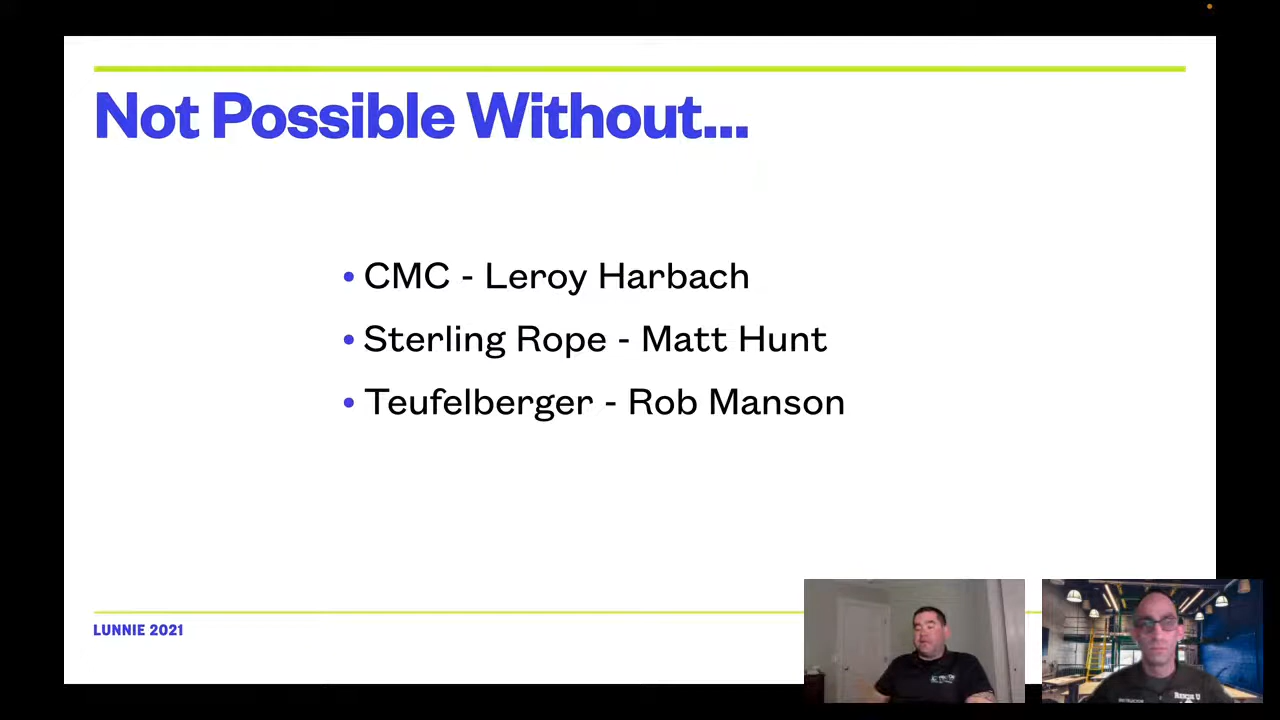 Not Possible Without...
• CMC - Leroy Harbach
• Sterling Rope - Matt Hunt
• Teufelberger - Rob Manson
LUNNIE 2021